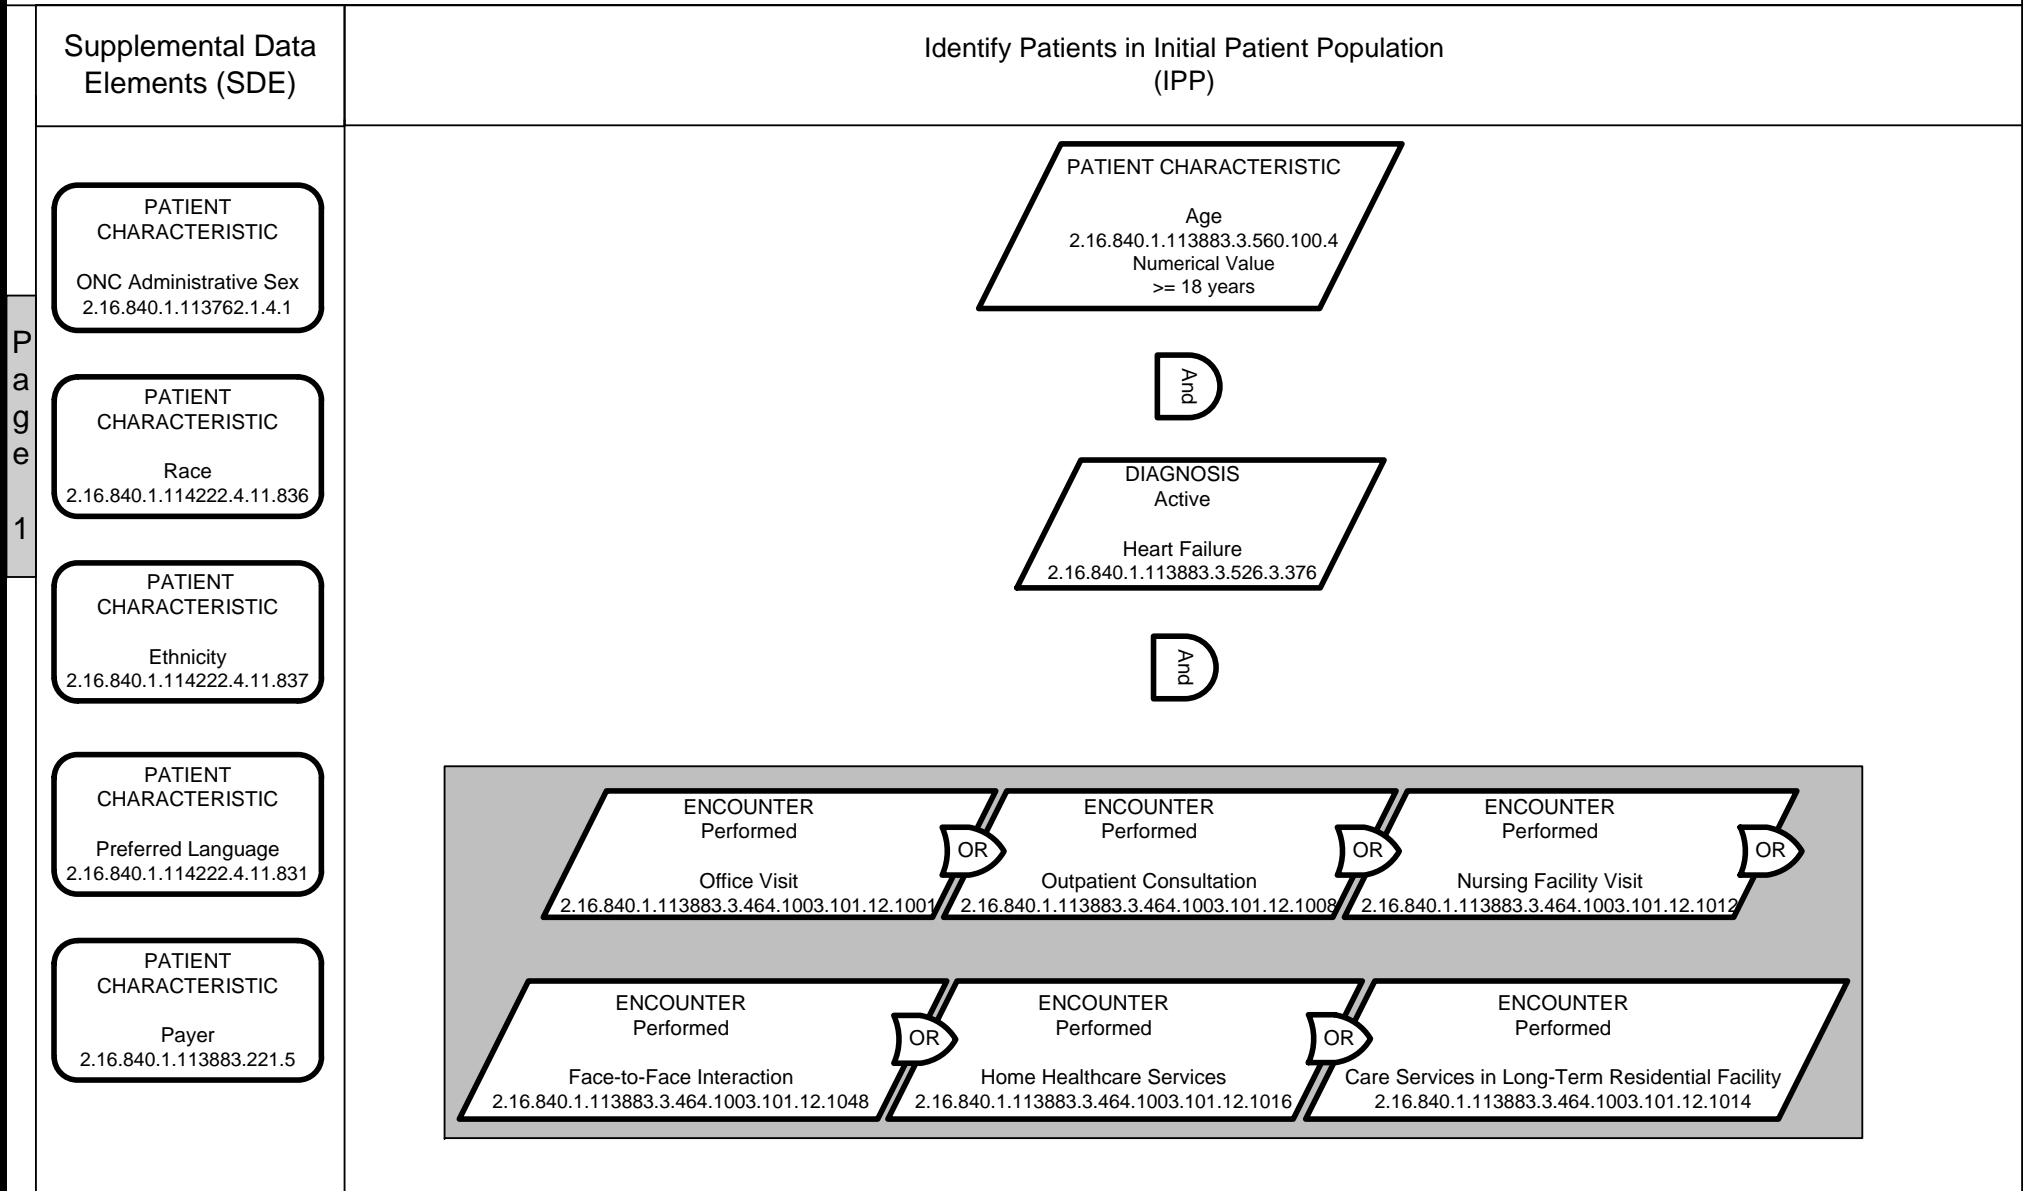 Supplemental Data
Elements (SDE)
Identify Patients in Initial Patient Population
(IPP)
Page 1
PATIENT
CHARACTERISTIC
ONC Administrative Sex
2.16.840.1.113762.1.4.1
PATIENT
CHARACTERISTIC
Race
2.16.840.1.114222.4.11.836
PATIENT
CHARACTERISTIC
Ethnicity
2.16.840.1.114222.4.11.837
PATIENT
CHARACTERISTIC
Preferred Language
2.16.840.1.114222.4.11.831
PATIENT
CHARACTERISTIC
Payer
2.16.840.1.113883.221.5
PATIENT CHARACTERISTIC
Age
2.16.840.1.113883.3.560.100.4
Numerical Value
>= 18 years
And
DIAGNOSIS
Active
Heart Failure
2.16.840.1.113883.3.526.3.376
And
ENCOUNTER
Performed
Office Visit
2.16.840.1.113883.3.464.1003.101.12.1001
OR
ENCOUNTER
Performed
Outpatient Consultation
2.16.840.1.113883.3.464.1003.101.12.1008
OR
ENCOUNTER
Performed
Nursing Facility Visit
2.16.840.1.113883.3.464.1003.101.12.1012
OR
ENCOUNTER
Performed
Face-to-Face Interaction
2.16.840.1.113883.3.464.1003.101.12.1048
OR
ENCOUNTER
Performed
Home Healthcare Services
2.16.840.1.113883.3.464.1003.101.12.1016
OR
ENCOUNTER
Performed
Care Services in Long-Term Residential Facility
2.16.840.1.113883.3.464.1003.101.12.1014